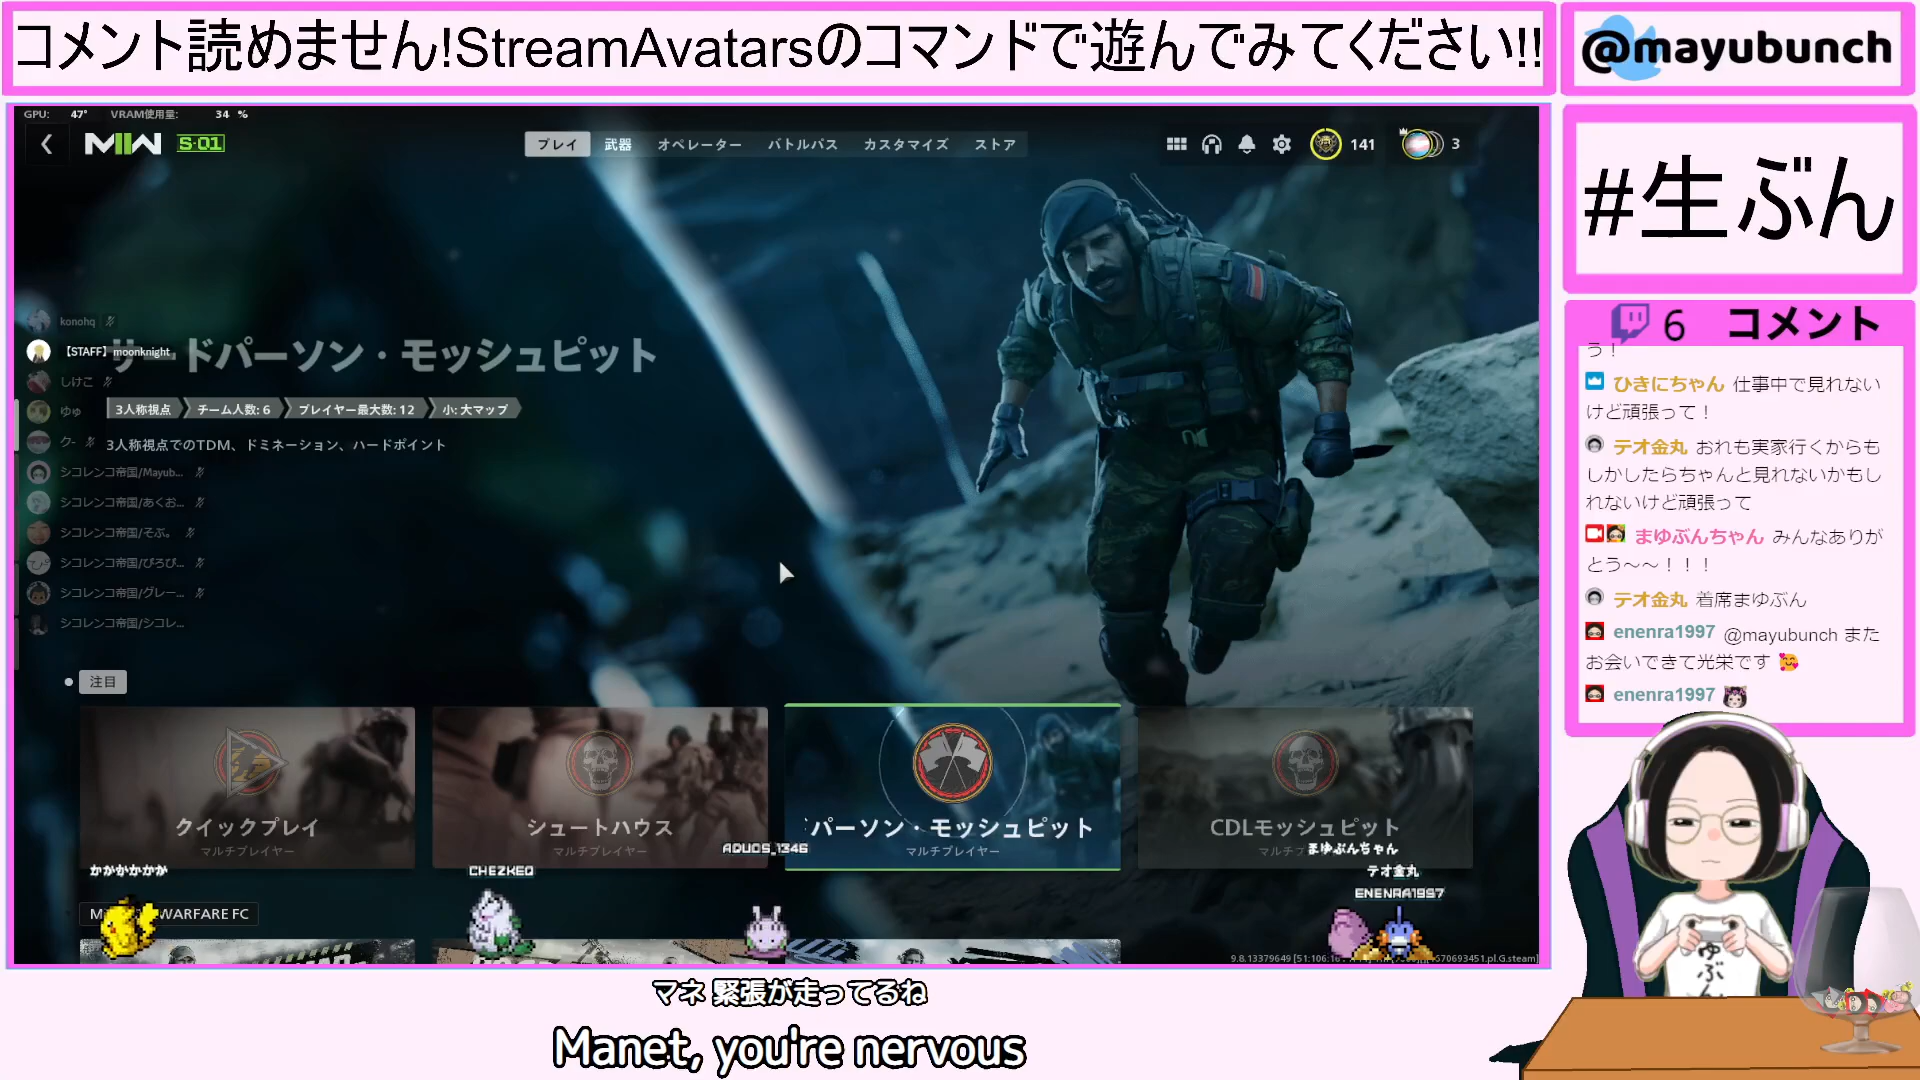 コメント読めません!StreamAvatarsのコマンドで遊んでみてください!!
@mayubunch
#生ぶん
GPU: 47° VRAM使用量: 34 %
MIIW S-01
プレイ 武器 オペレーター バトルパス カスタマイズ ストア
141
3
konohq
【STAFF】moonknight
サードパーソン・モッシュピット
しけこ
ゆゅ
3人称視点 チーム人数: 6 プレイヤー最大数: 12 小: 大マップ
ク-
3人称視点でのTDM、ドミネーション、ハードポイント
シコレンコ帝国/Mayub...
シコレンコ帝国/あくお...
シコレンコ帝国/そぶ。
シコレンコ帝国/ぴろぴ...
シコレンコ帝国/グレー...
シコレンコ帝国/シコレ...
注目
クイックプレイ
マルチプレイヤー
シュートハウス
マルチプレイヤー
パーソン・モッシュピット
マルチプレイヤー
CDLモッシュピット
マルチプ
かかかかかか
CHEZKEQ
AQUOS_1346
まゆぶんちゃん
テオ金丸
ENENRA1997
WARFARE FC
6 コメント
う！
ひきにちゃん 仕事中で見れない
けど頑張って！
テオ金丸 おれも実家行くからも
しかしたらちゃんと見れないかもし
れないけど頑張って
まゆぶんちゃん みんなありが
とう～～！！！
テオ金丸 着席まゆぶん
enenra1997 @mayubunch また
お会いできて光栄です 🥰
enenra1997
ゆぶん
マネ 緊張が走ってるね
Manet, you're nervous